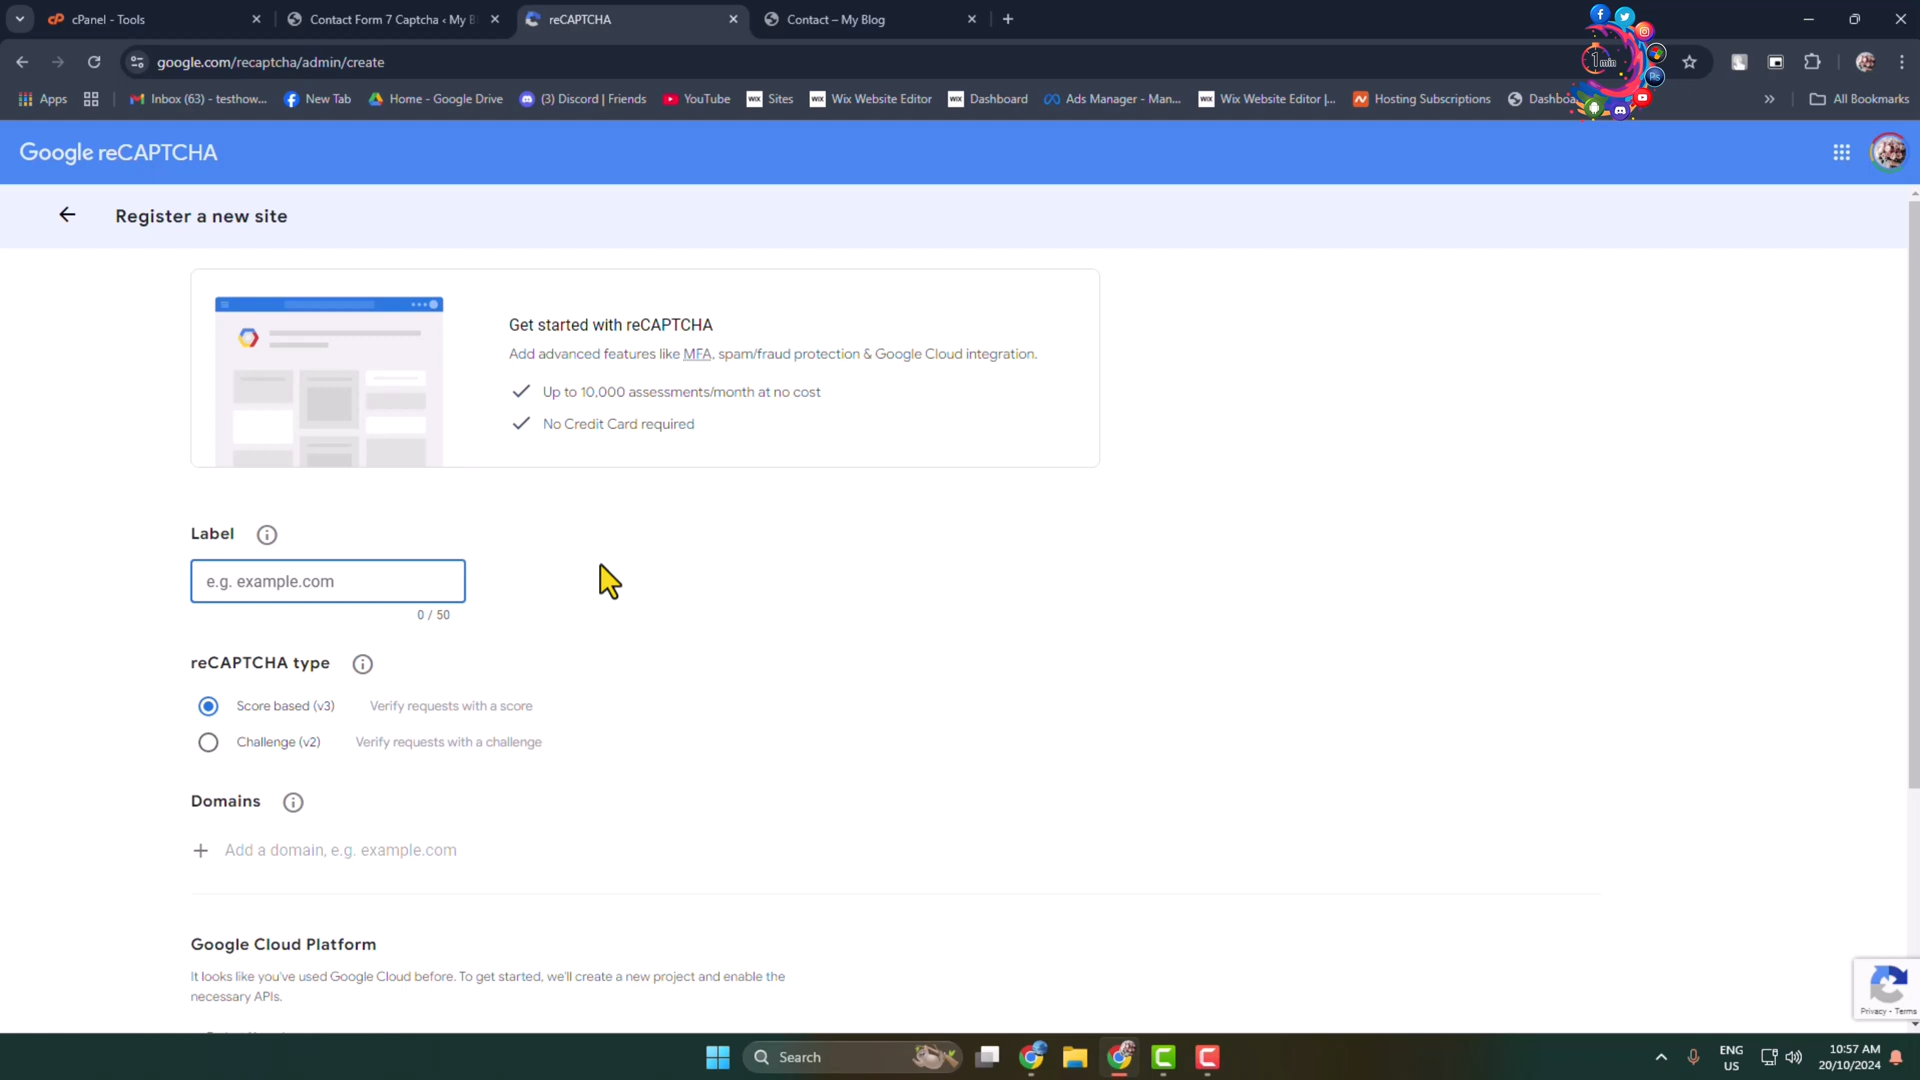 cPanel - Tools
Contact Form 7 Captcha ‹ My B
reCAPTCHA
Contact – My Blog
google.com/recaptcha/admin/create
1min
Ps
Apps
Inbox (63) - testhow...
New Tab
Home - Google Drive
(3) Discord | Friends
YouTube
WIX Sites
WIX Wix Website Editor
WIX Dashboard
Ads Manager - Man...
WIX Wix Website Editor |...
Hosting Subscriptions
Dashboa
»
All Bookmarks
Google reCAPTCHA
Register a new site
Get started with reCAPTCHA
Add advanced features like MFA, spam/fraud protection & Google Cloud integration.
Up to 10,000 assessments/month at no cost
No Credit Card required
Label
e.g. example.com
0 / 50
reCAPTCHA type
Score based (v3) Verify requests with a score
Challenge (v2) Verify requests with a challenge
Domains
Add a domain, e.g. example.com
Google Cloud Platform
It looks like you've used Google Cloud before. To get started, we'll create a new project and enable the
necessary APIs.
Privacy - Terms
Search
ENG
US
10:57 AM
20/10/2024